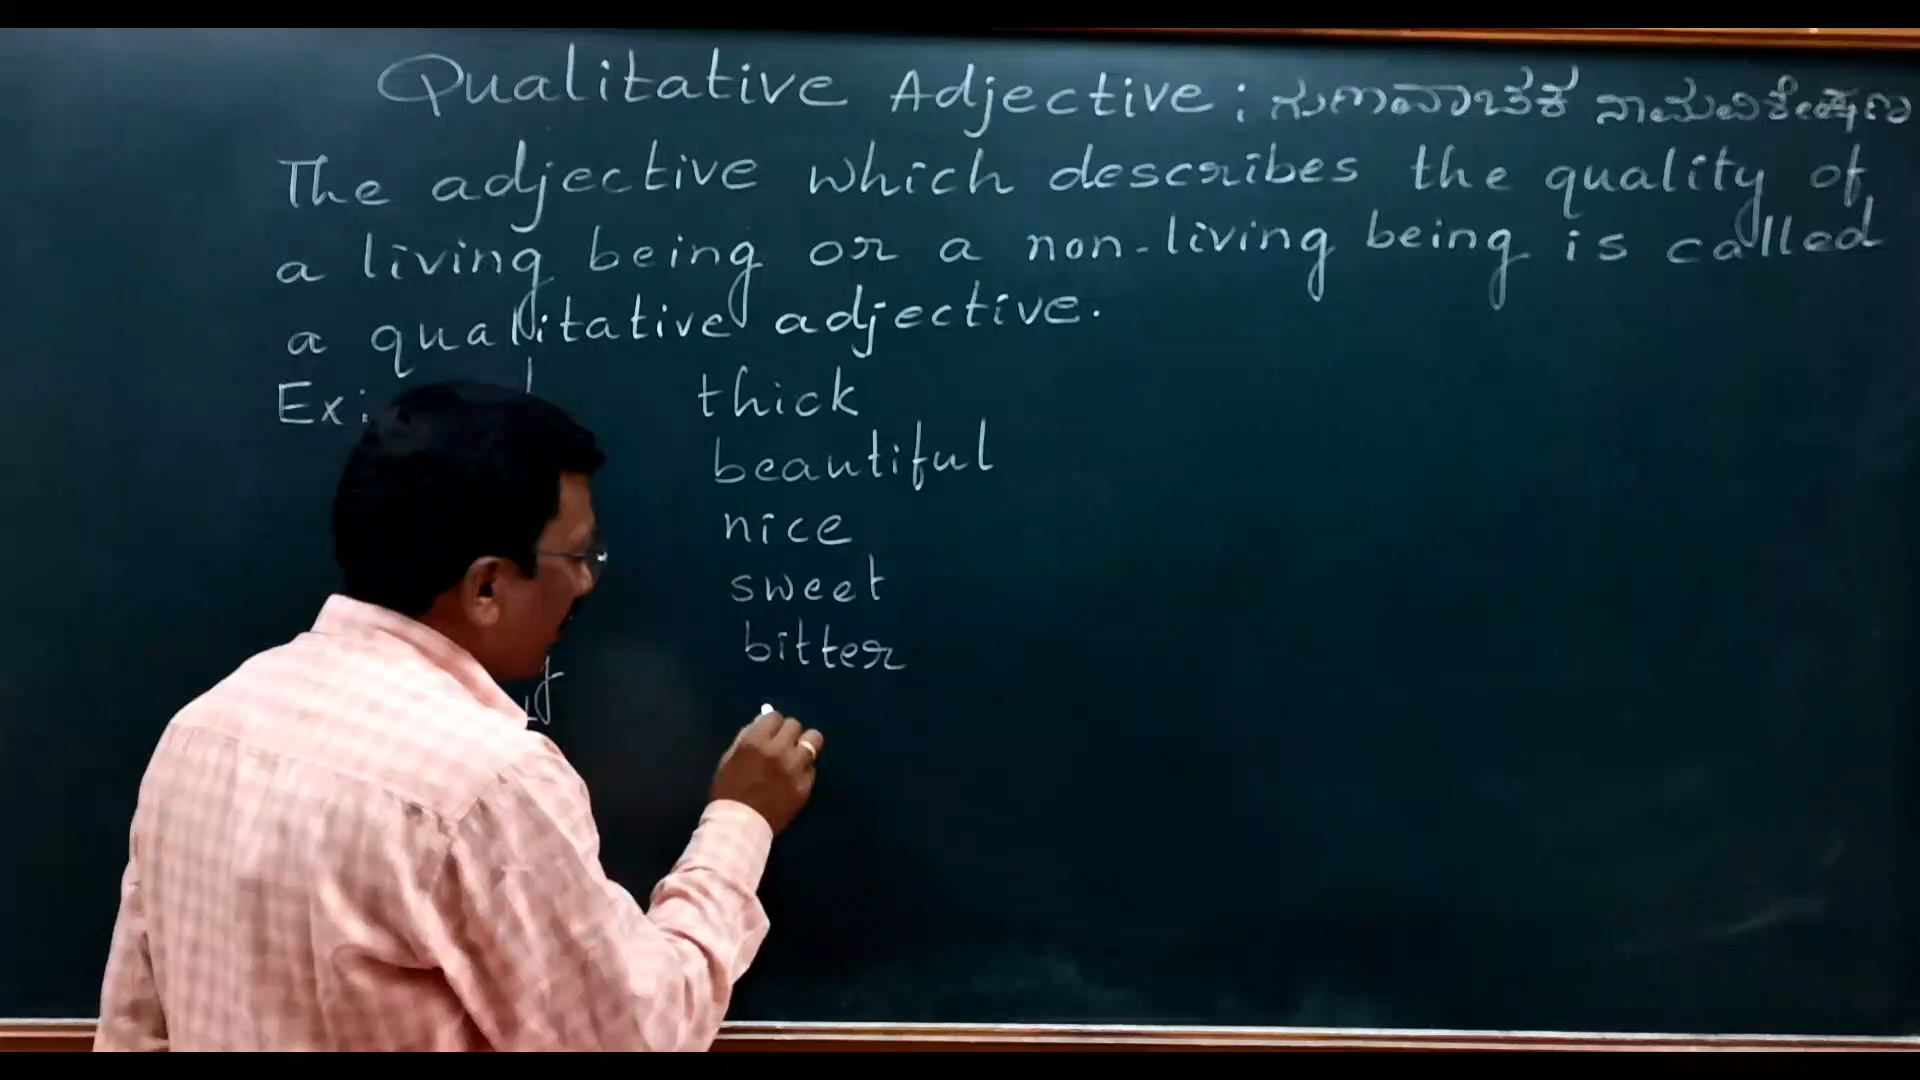 Qualitative Adjective : ಗುಣವಾಚಕ ನಾಮವಿಶೇಷಣ
The adjective which describes the quality of
a living being or a non-living being is called
a qualitative adjective.
Ex:
thick
beautiful
nice
sweet
bitter